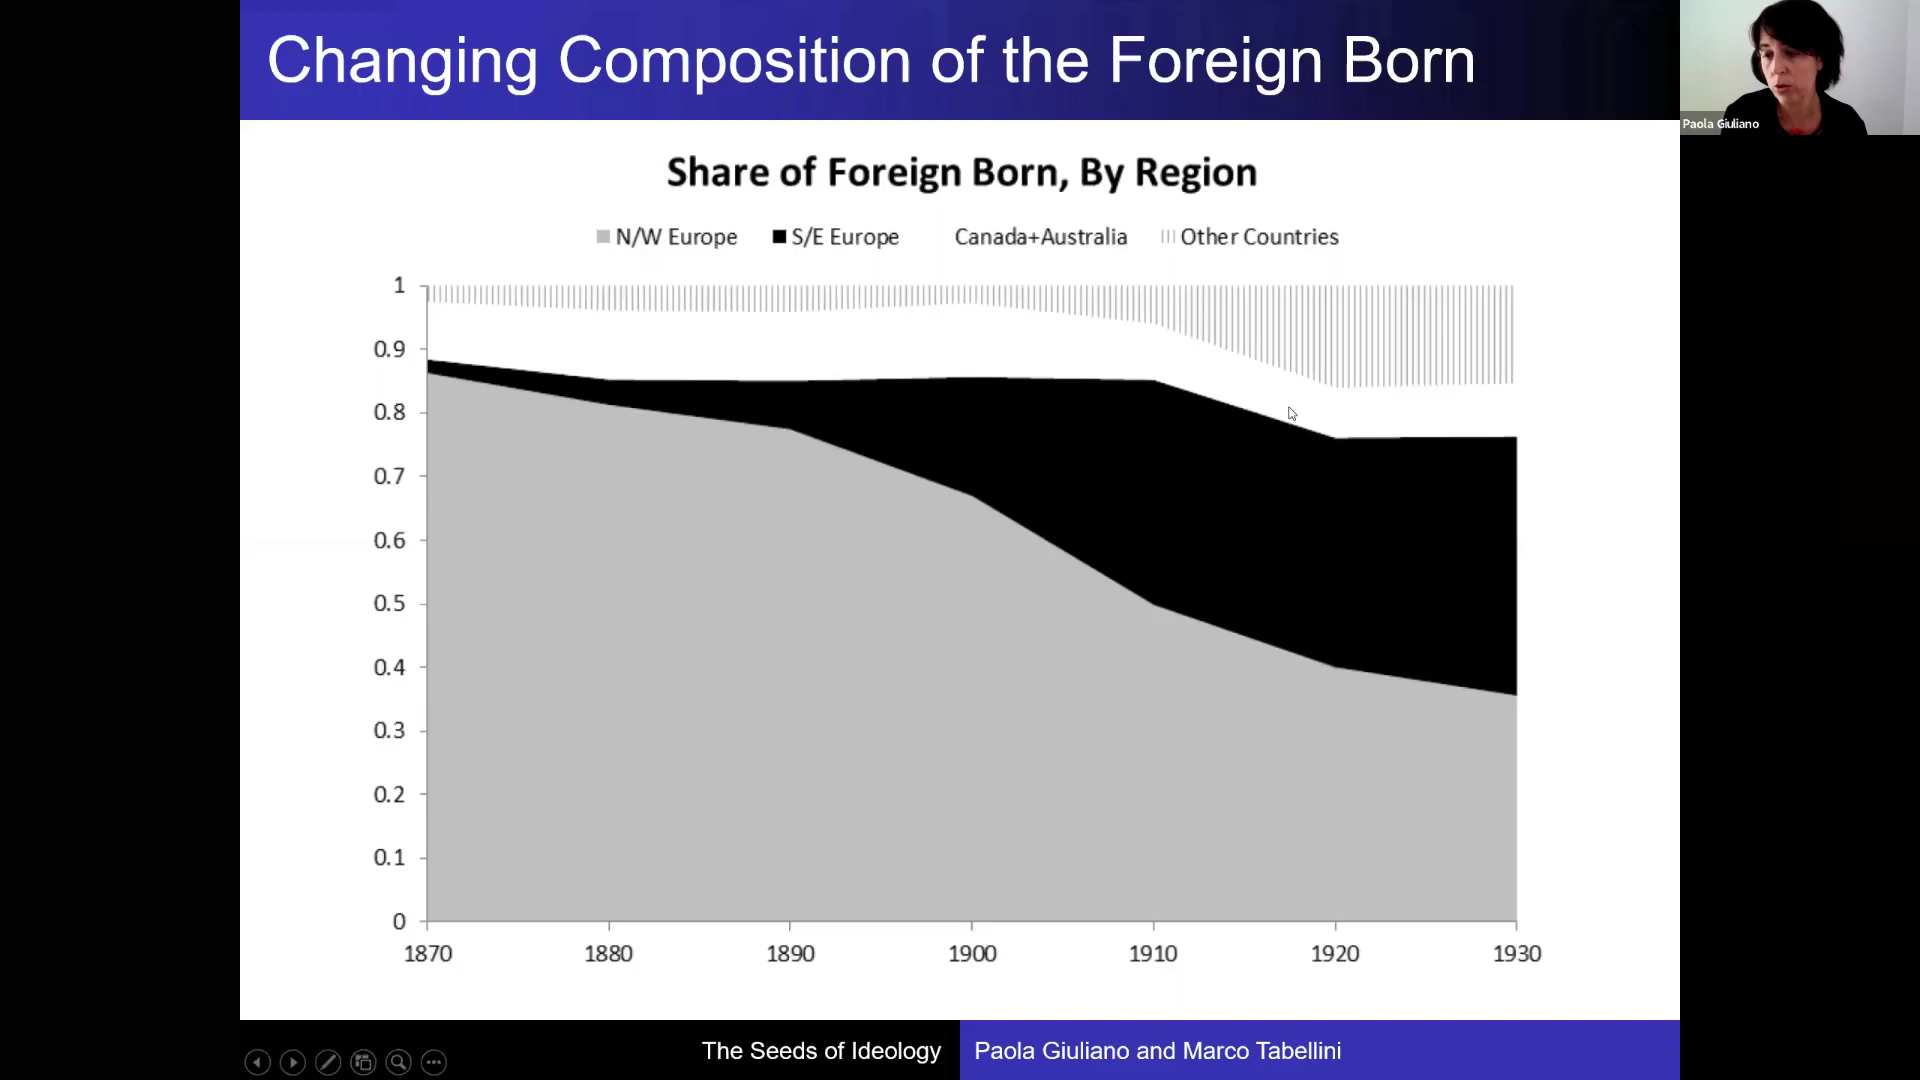 Changing Composition of the Foreign Born
Paola Giuliano
Share of Foreign Born, By Region
N/W Europe S/E Europe Canada+Australia Other Countries
1
0.9
0.8
0.7
0.6
0.5
0.4
0.3
0.2
0.1
0
1870 1880 1890 1900 1910 1920 1930
The Seeds of Ideology Paola Giuliano and Marco Tabellini